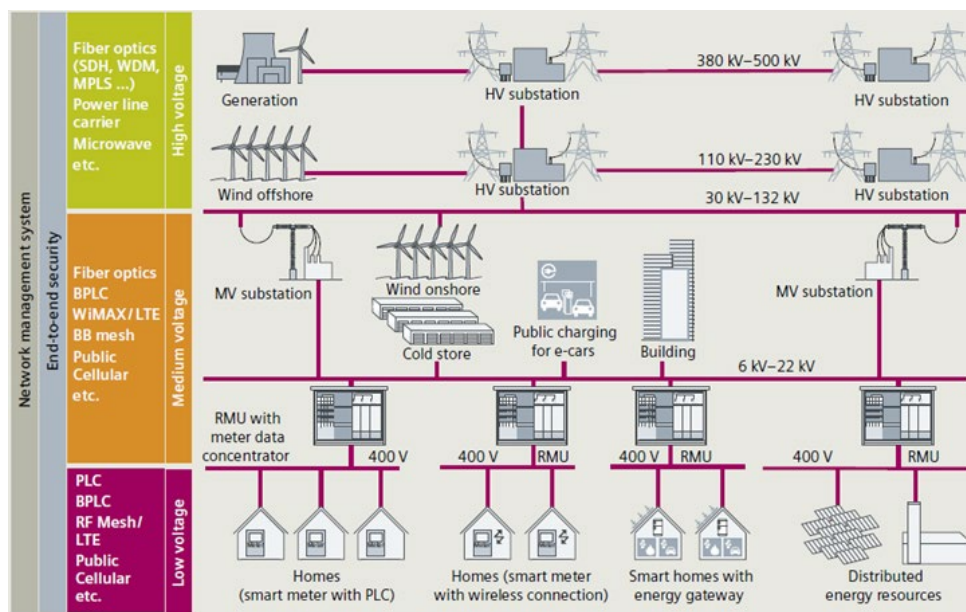 Network management system
End-to-end security
Fiber optics
(SDH, WDM,
MPLS ...)
Power line
carrier
Microwave
etc.
High voltage
Generation
HV substation
380 kV–500 kV
HV substation
Wind offshore
HV substation
110 kV–230 kV
HV substation
30 kV–132 kV
Fiber optics
BPLC
WiMAX/LTE
BB mesh
Public
Cellular
etc.
Medium voltage
MV substation
Wind onshore
Cold store
Public charging
for e-cars
Building
MV substation
6 kV–22 kV
RMU with
meter data
concentrator
400 V
400 V
RMU
400 V
RMU
400 V
RMU
PLC
BPLC
RF Mesh/
LTE
Public
Cellular
etc.
Low voltage
Homes
(smart meter with PLC)
Homes (smart meter
with wireless connection)
Smart homes with
energy gateway
Distributed
energy resources